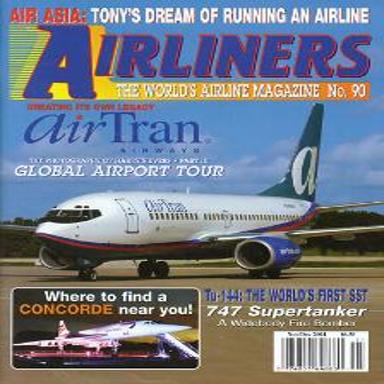 AIR ASIA: TONY'S DREAM OF RUNNING AN AIRLINE
AIRLINERS
THE WORLD'S AIRLINE MAGAZINE No. 90
CREATING ITS OWN LEGACY
airTran
AIRWAYS
GLOBAL AIRPORT TOUR
AirTran
a
Where to find a
CONCORDE near you!
Tu-144: THE WORLD'S FIRST SST
747 Supertanker
A Widebody Fire Bomber